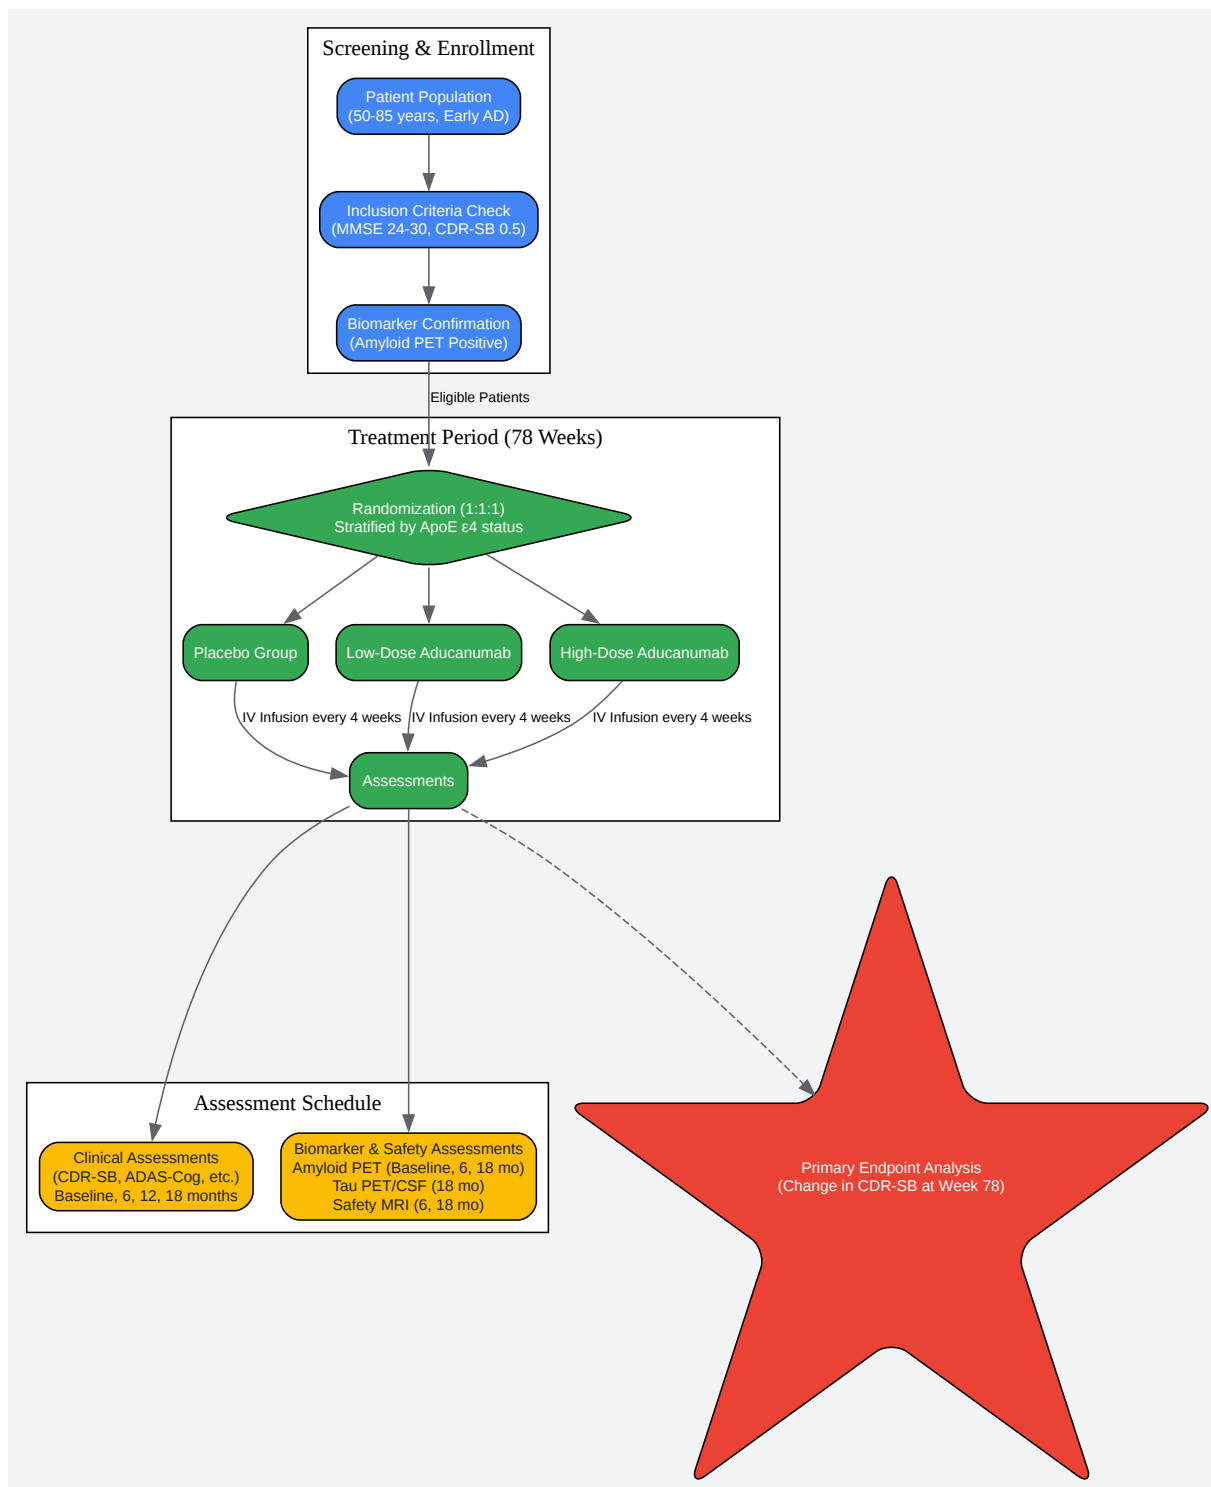 Screening & Enrollment
Patient Population
(50-85 years, Early AD)
Inclusion Criteria Check
(MMSE 24-30, CDR-SB 0.5)
Biomarker Confirmation
(Amyloid PET Positive)
Eligible Patients
Treatment Period (78 Weeks)
Randomization (1:1:1)
Stratified by ApoE ε4 status
Placebo Group
Low-Dose Aducanumab
High-Dose Aducanumab
IV Infusion every 4 weeks
IV Infusion every 4 weeks
IV Infusion every 4 weeks
Assessments
Assessment Schedule
Clinical Assessments
(CDR-SB, ADAS-Cog, etc.)
Baseline, 6, 12, 18 months
Biomarker & Safety Assessments
Amyloid PET (Baseline, 6, 18 mo)
Tau PET/CSF (18 mo)
Safety MRI (6, 18 mo)
Primary Endpoint Analysis
(Change in CDR-SB at Week 78)